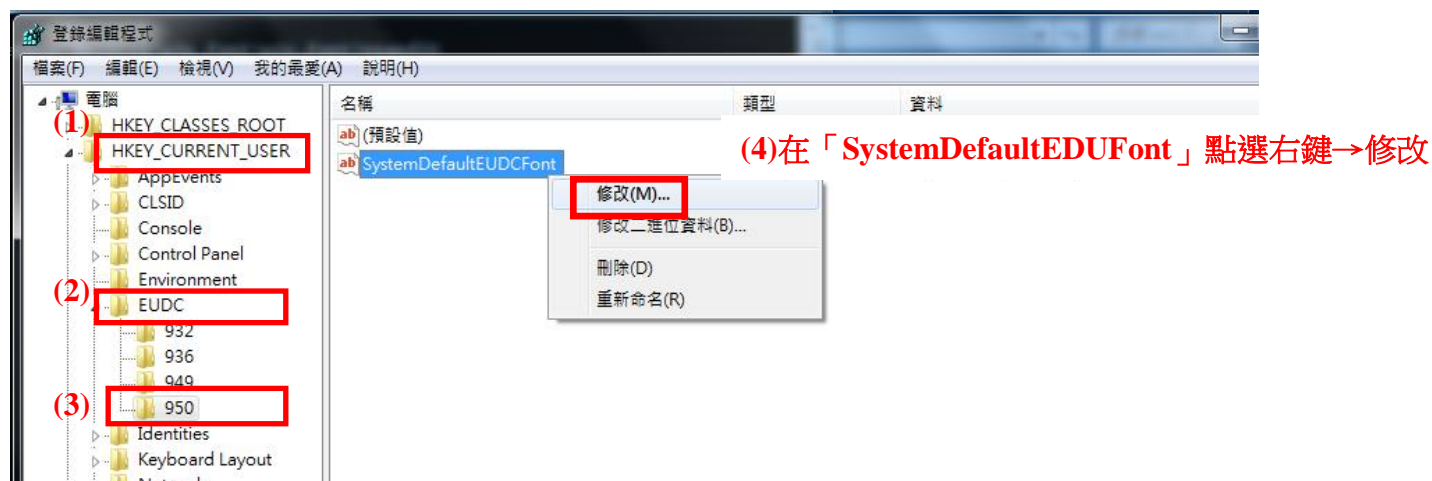 登錄編輯程式
檔案(F) 編輯(E) 檢視(V) 我的最愛(A) 說明(H)
電腦
名稱 類型 資料
(1)
HKEY_CLASSES_ROOT
(預設值)
HKEY_CURRENT_USER
(4)在「SystemDefaultEDUFont」點選右鍵→修改
SystemDefaultEUDCFont
AppEvents
修改(M)...
CLSID
Console
修改二進位資料(B)...
Control Panel
刪除(D)
Environment
(2)
EUDC
重新命名(R)
932
936
949
(3)
950
Identities
Keyboard Layout